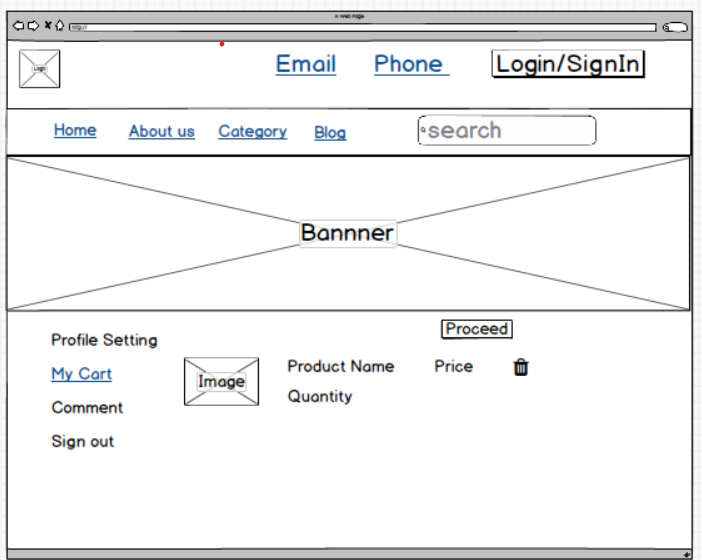 A Web Page
http://
Logo
Email Phone Login/SignIn
Home About us Category Blog search
Bannner
Proceed
Profile Setting
Product Name Price
My Cart
Image
Quantity
Comment
Sign out